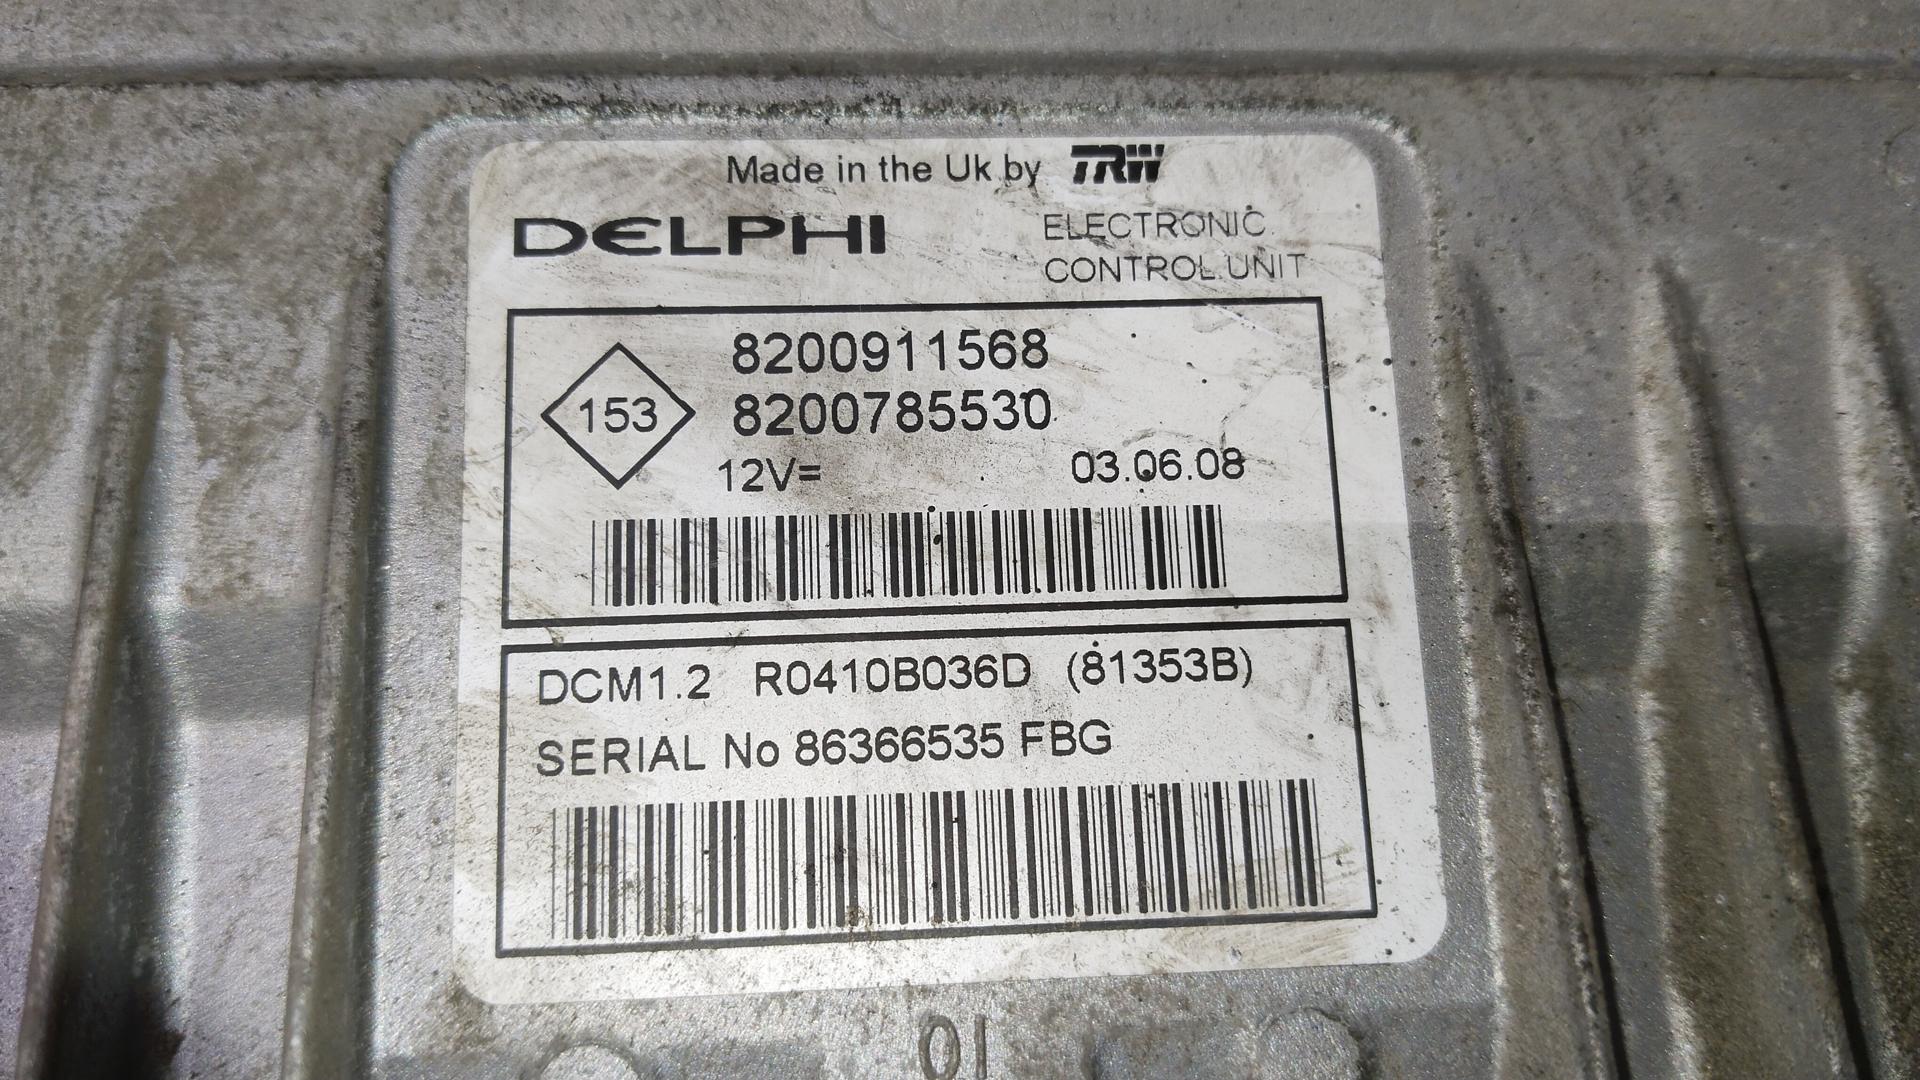 Made in the Uk by TRW
DELPHI
ELECTRONIC
CONTROL UNIT
153
8200911568
8200785530
12V=
03.06.08
DCM1.2 R0410B036D (81353B)
SERIAL No 86366535 FBG
01